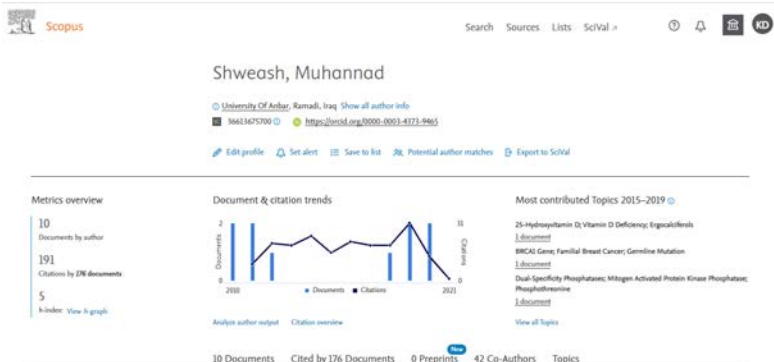 Scopus
Search Sources Lists SciVal
KD
Shweash, Muhannad
University Of Anbar, Ramadi, Iraq Show all author info
36613675700 https://orcid.org/0000-0003-4373-9465
Edit profile Set alert Save to list Potential author matches Export to SciVal
Metrics overview
10
Documents by author
191
Citations by 176 documents
5
h-index: View h-graph
Document & citation trends
2
11
Documents
Citations
0
0
2010
2021
Documents Citations
Analyze author output Citation overview
Most contributed Topics 2015–2019
25-Hydroxyvitamin D; Vitamin D Deficiency; Ergocalciferols
1 document
BRCA1 Gene; Familial Breast Cancer; Germline Mutation
1 document
Dual-Specificity Phosphatases; Mitogen Activated Protein Kinase Phosphatase;
Phosphothreonine
1 document
View all Topics
New
10 Documents Cited by 176 Documents 0 Preprints 42 Co-Authors Topics